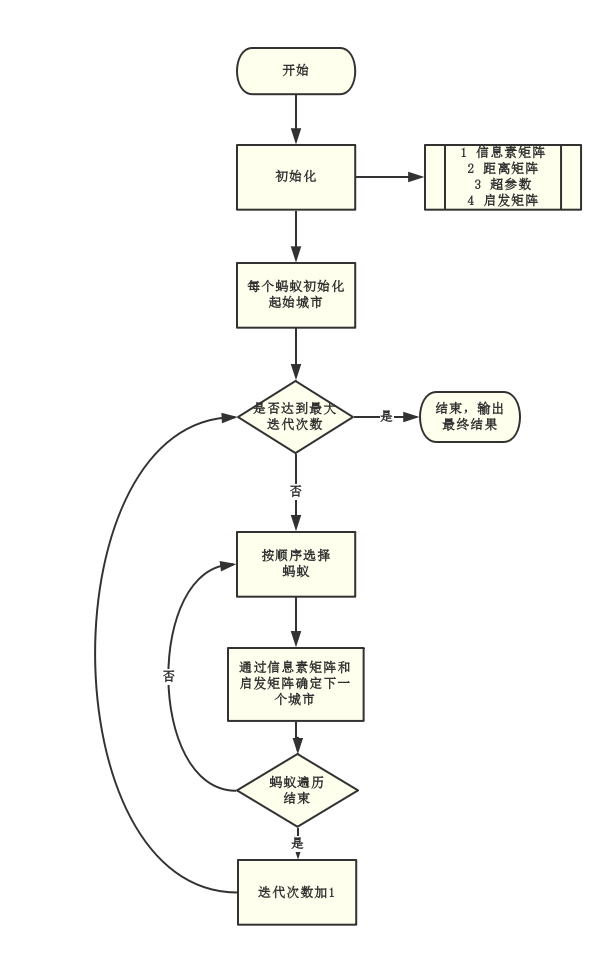 开始
初始化
1 信息素矩阵
2 距离矩阵
3 超参数
4 启发矩阵
每个蚂蚁初始化
起始城市
是否达到最大
迭代次数
是
结束，输出
最终结果
否
按顺序选择
蚂蚁
通过信息素矩阵和
启发矩阵确定下一
个城市
否
蚂蚁遍历
结束
是
迭代次数加1